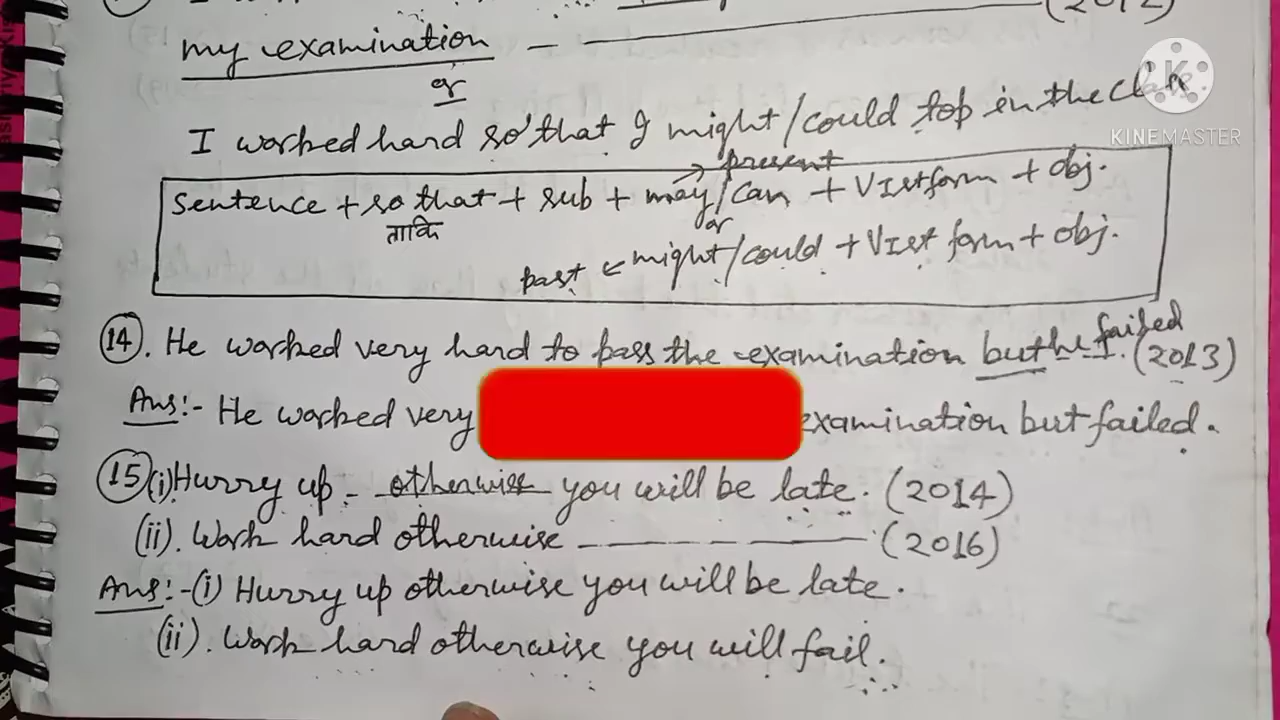 my examination
or
I worked hard so that I might/could top in the class
KINEMASTER
→ present
Sentence + so that + sub + may/can + VIst form + obj.
ताकि or
past ← might/could + VIst form + obj.
14. He worked very hard to pass the examination but he failed. (2013)
Ans:- He worked very examination but failed.
15 (i) Hurry up - otherwise you will be late. (2014)
(ii). Work hard otherwise ---------- (2016)
Ans:- (i) Hurry up otherwise you will be late.
(ii). Work hard otherwise you will fail.